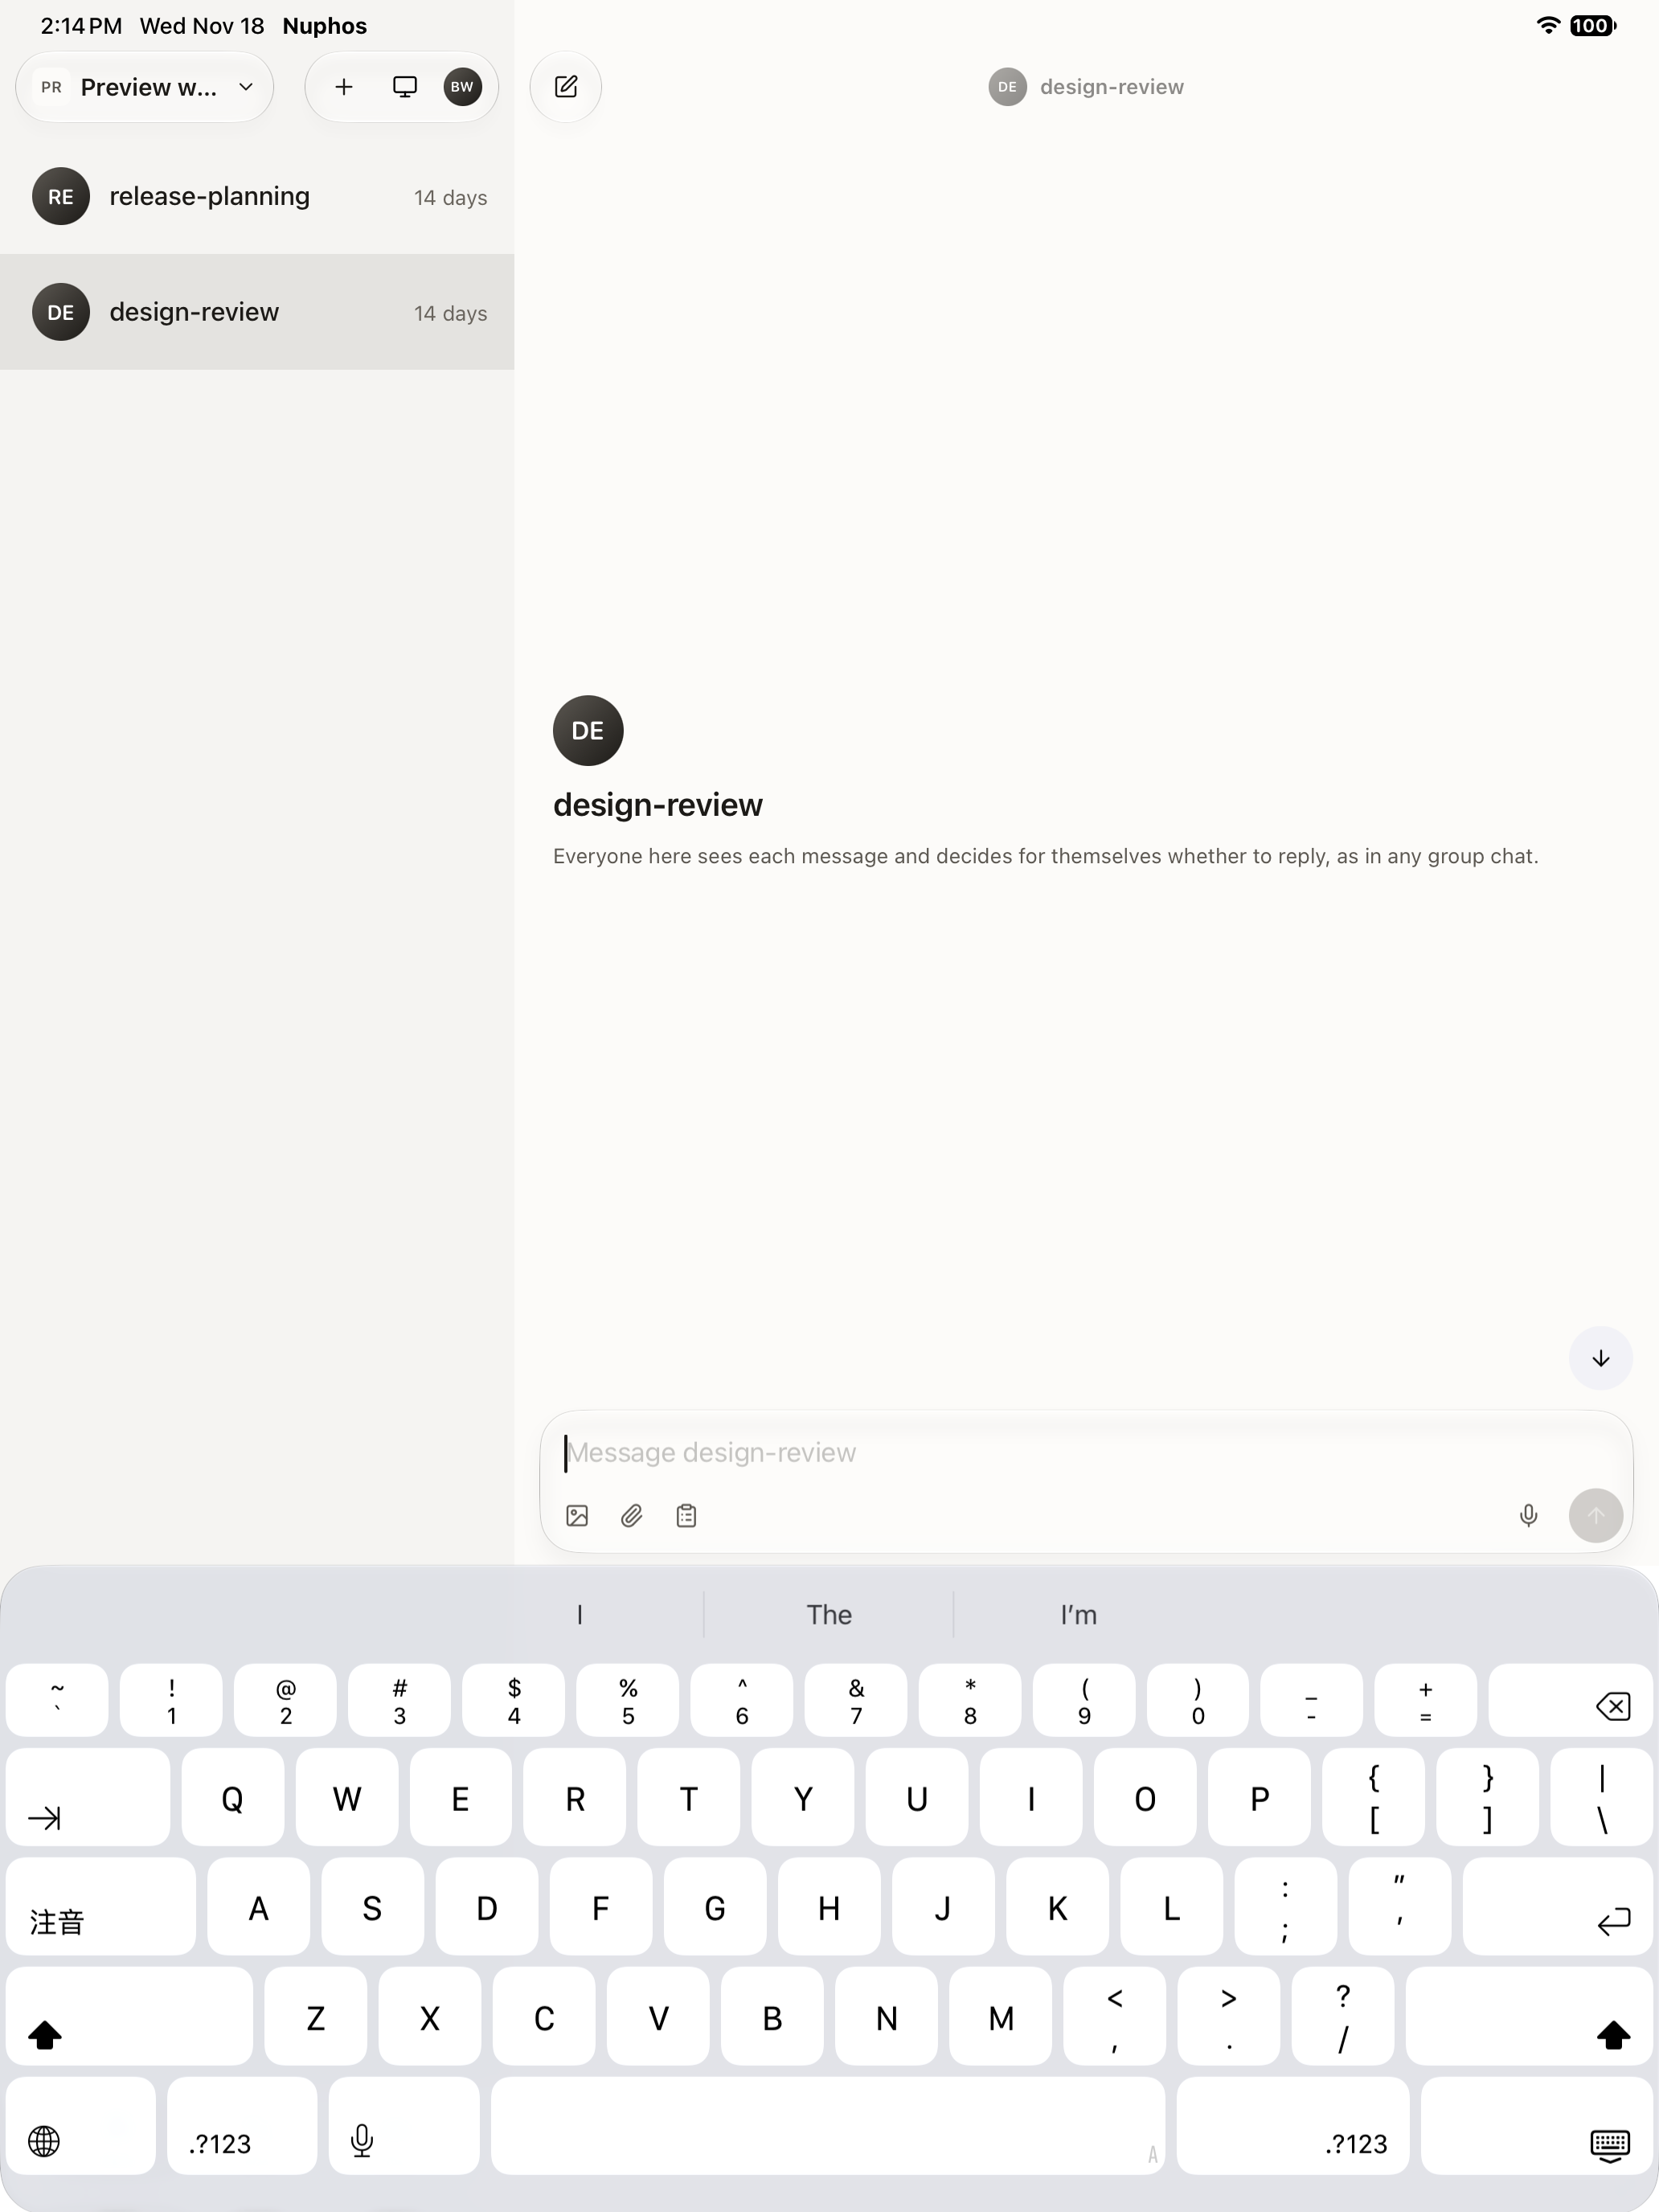 2:14 PM Wed Nov 18 Nuphos
100
PR Preview w... BW
DE design-review
RE release-planning 14 days
DE design-review 14 days
DE
design-review
Everyone here sees each message and decides for themselves whether to reply, as in any group chat.
Message design-review
I The I’m
~ ! @ # $ % ^ & * ( ) _ +
` 1 2 3 4 5 6 7 8 9 0 - =
Q W E R T Y U I O P { } |
[ ] \
注音 A S D F G H J K L : "
; '
Z X C V B N M < > ?
, . /
.?123 A .?123